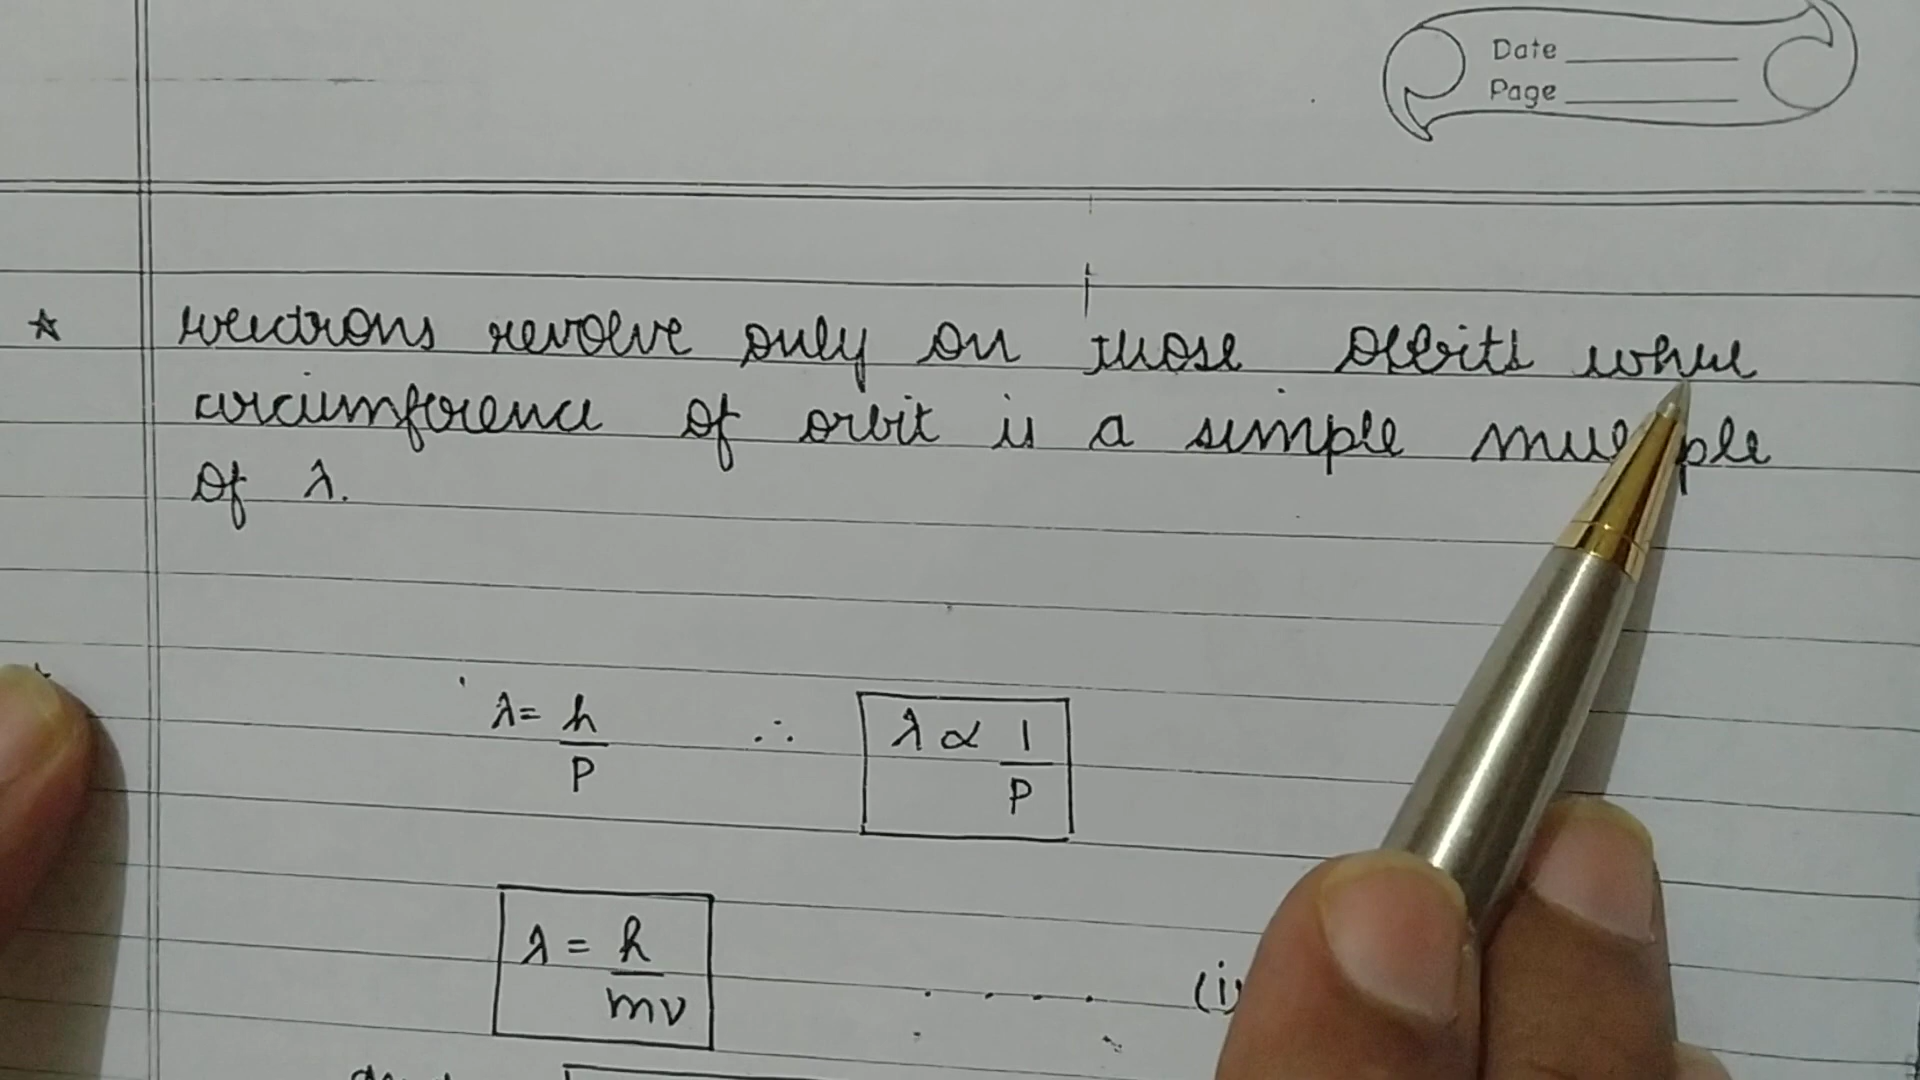 Date
Page
electrons revolve only on those orbits where
circumference of orbit is a simple multiple
of λ.
λ = h/P ∴ λ ∝ 1/P
λ = h/mv ..... (i)